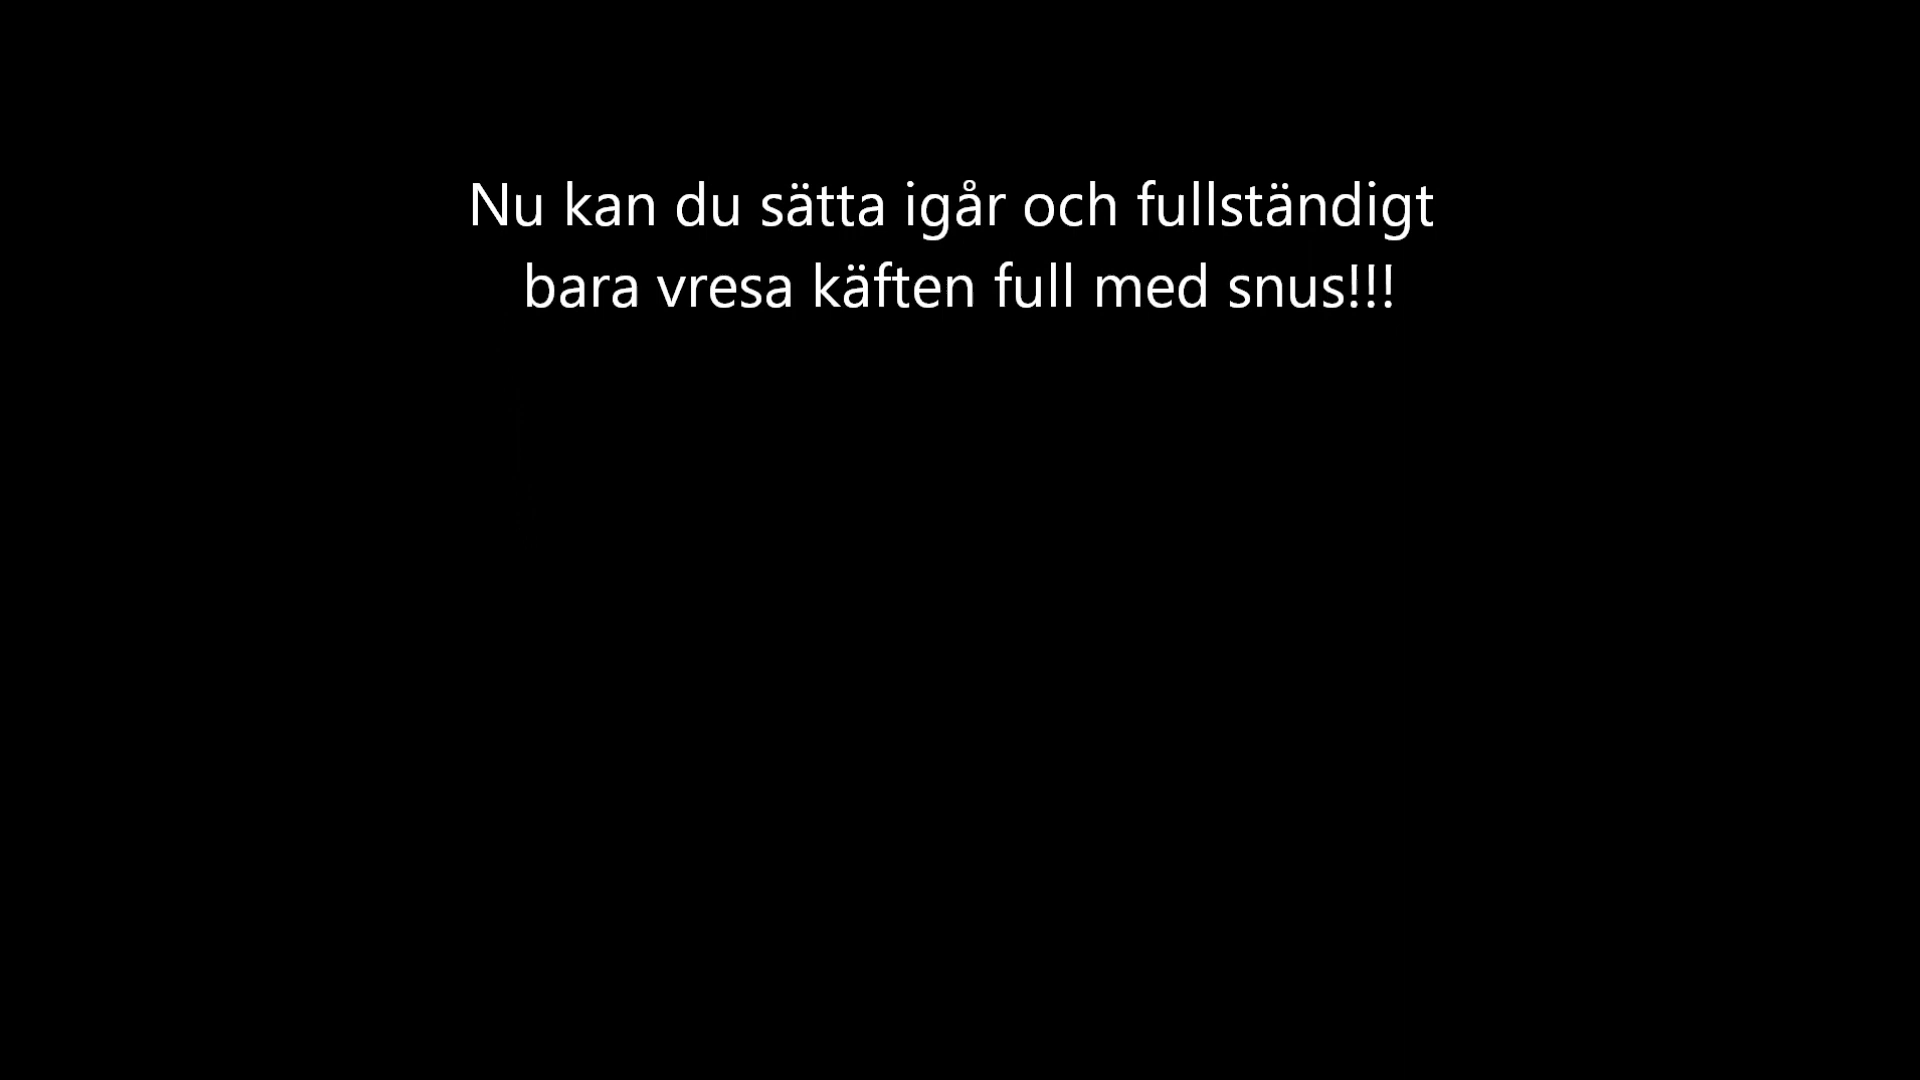 Nu kan du sätta igår och fullständigt
bara vresa käften full med snus!!!